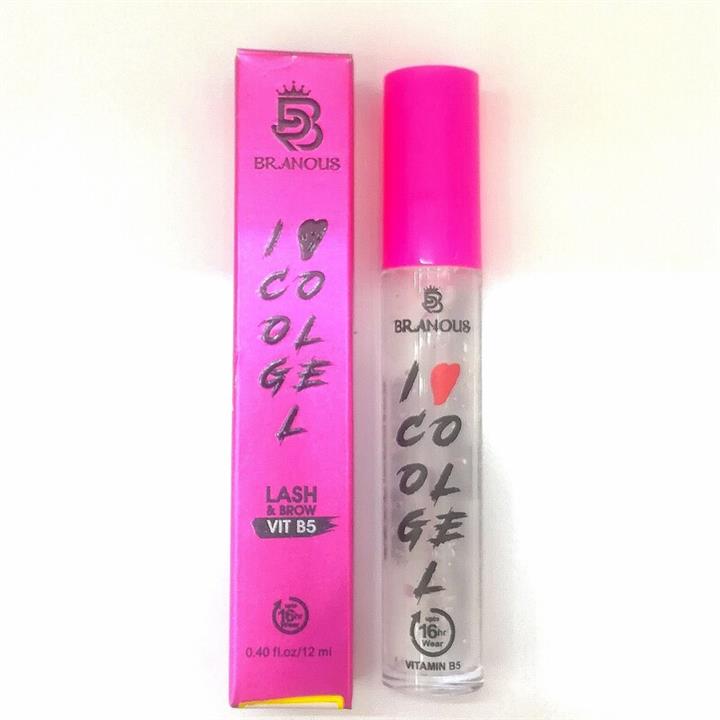 BRANOUS
I
CO
OL
GE
L
LASH
& BROW
VIT B5
upto
16hr
Wear
0.40 fl.oz/12 ml
BRANOUS
I
CO
OL
GE
L
upto
16hr
Wear
VITAMIN B5